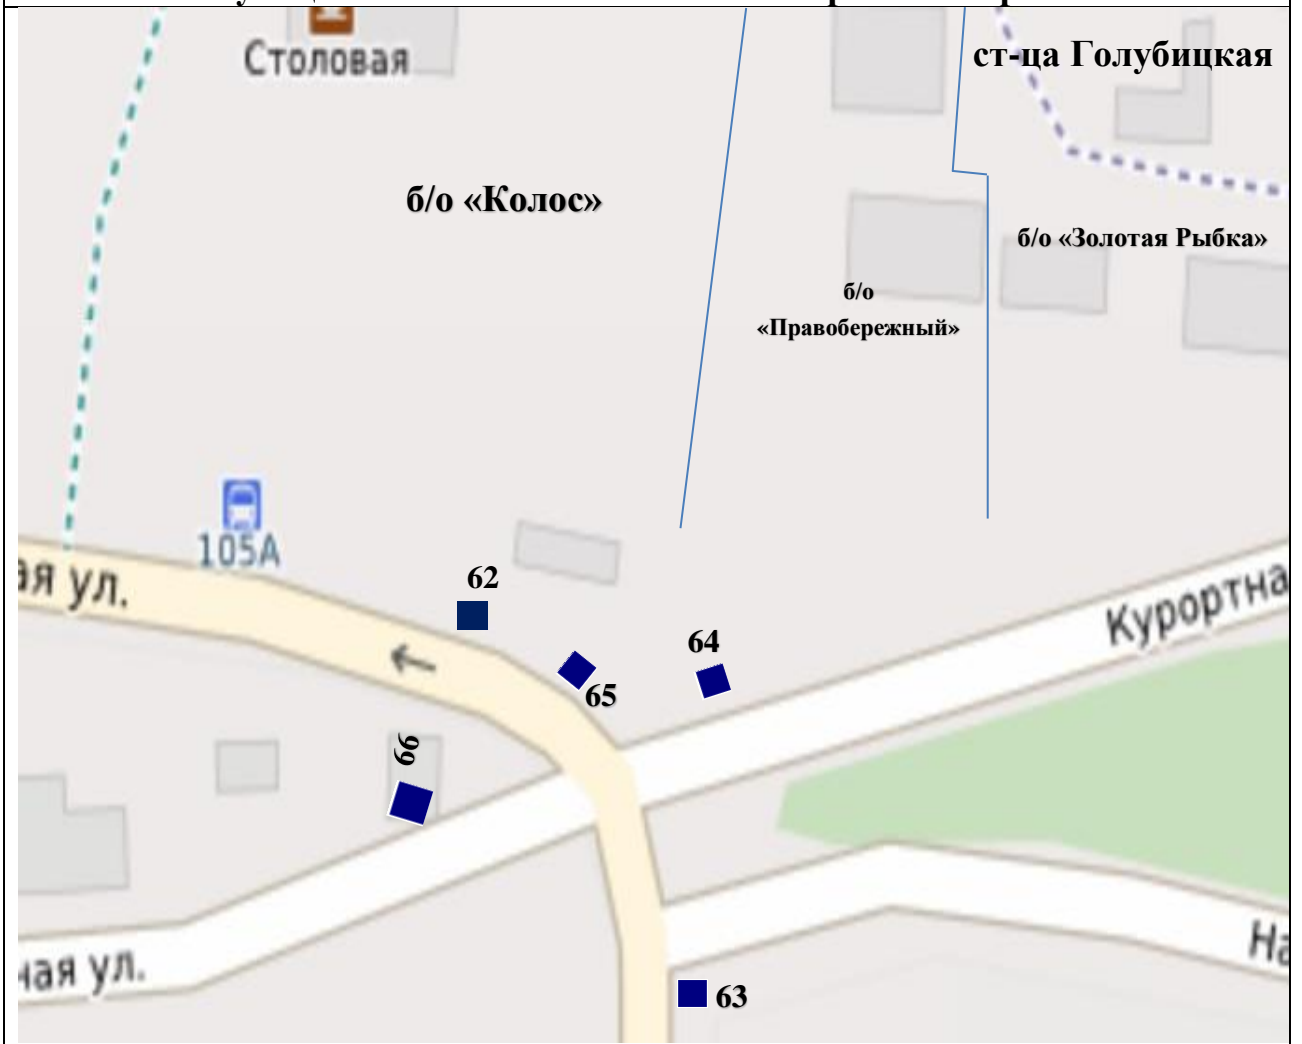 Столовая
ст-ца Голубицкая
б/о «Колос»
б/о «Золотая Рыбка»
б/о
«Правобережный»
105А
ая ул.
62
Курортна
64
65
66
ная ул.
На
63